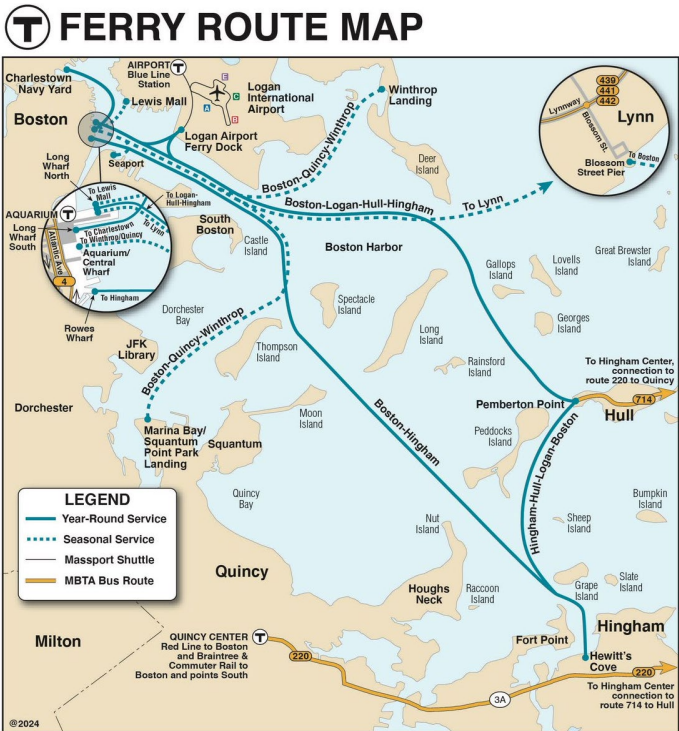 T FERRY ROUTE MAP
Charlestown
Navy Yard
AIRPORT
Blue Line
Station
T
Lewis Mall
E
C
A
B
Logan
International
Airport
Winthrop
Landing
439
441
442
Lynnway
Lynn
Blossom St.
To Boston
Blossom
Street Pier
Boston
Logan Airport
Ferry Dock
Seaport
Long
Wharf
North
Boston-Quincy-Winthrop
Deer
Island
Boston-Logan-Hull-Hingham
To Lynn
To Lewis
Mall
To Logan-
Hull-Hingham
To Lynn
AQUARIUM
T
Long
Wharf
South
To Charlestown
To Winthrop/Quincy
Aquarium/
Central
Wharf
Atlantic Ave
4
To Hingham
Rowes
Wharf
South
Boston
Castle
Island
Boston Harbor
Gallops
Island
Lovells
Island
Great Brewster
Island
Georges
Island
Spectacle
Island
Long
Island
Dorchester
Bay
Boston-Quincy-Winthrop
Thompson
Island
Rainsford
Island
JFK
Library
To Hingham Center,
connection to
route 220 to Quincy
714
Dorchester
Pemberton Point
Hull
Moon
Island
Boston-Hingham
Peddocks
Island
Marina Bay/
Squantum
Point Park
Landing
Squantum
Hingham-Hull-Logan-Boston
Quincy
Bay
Bumpkin
Island
Nut
Island
Sheep
Island
LEGEND
Year-Round Service
Seasonal Service
Massport Shuttle
MBTA Bus Route
Quincy
Houghs
Neck
Raccoon
Island
Grape
Island
Slate
Island
Milton
QUINCY CENTER
Red Line to Boston
and Braintree &
Commuter Rail to
Boston and points South
T
220
Fort Point
Hingham
Hewitt's
Cove
220
3A
To Hingham Center
connection to
route 714 to Hull
@2024